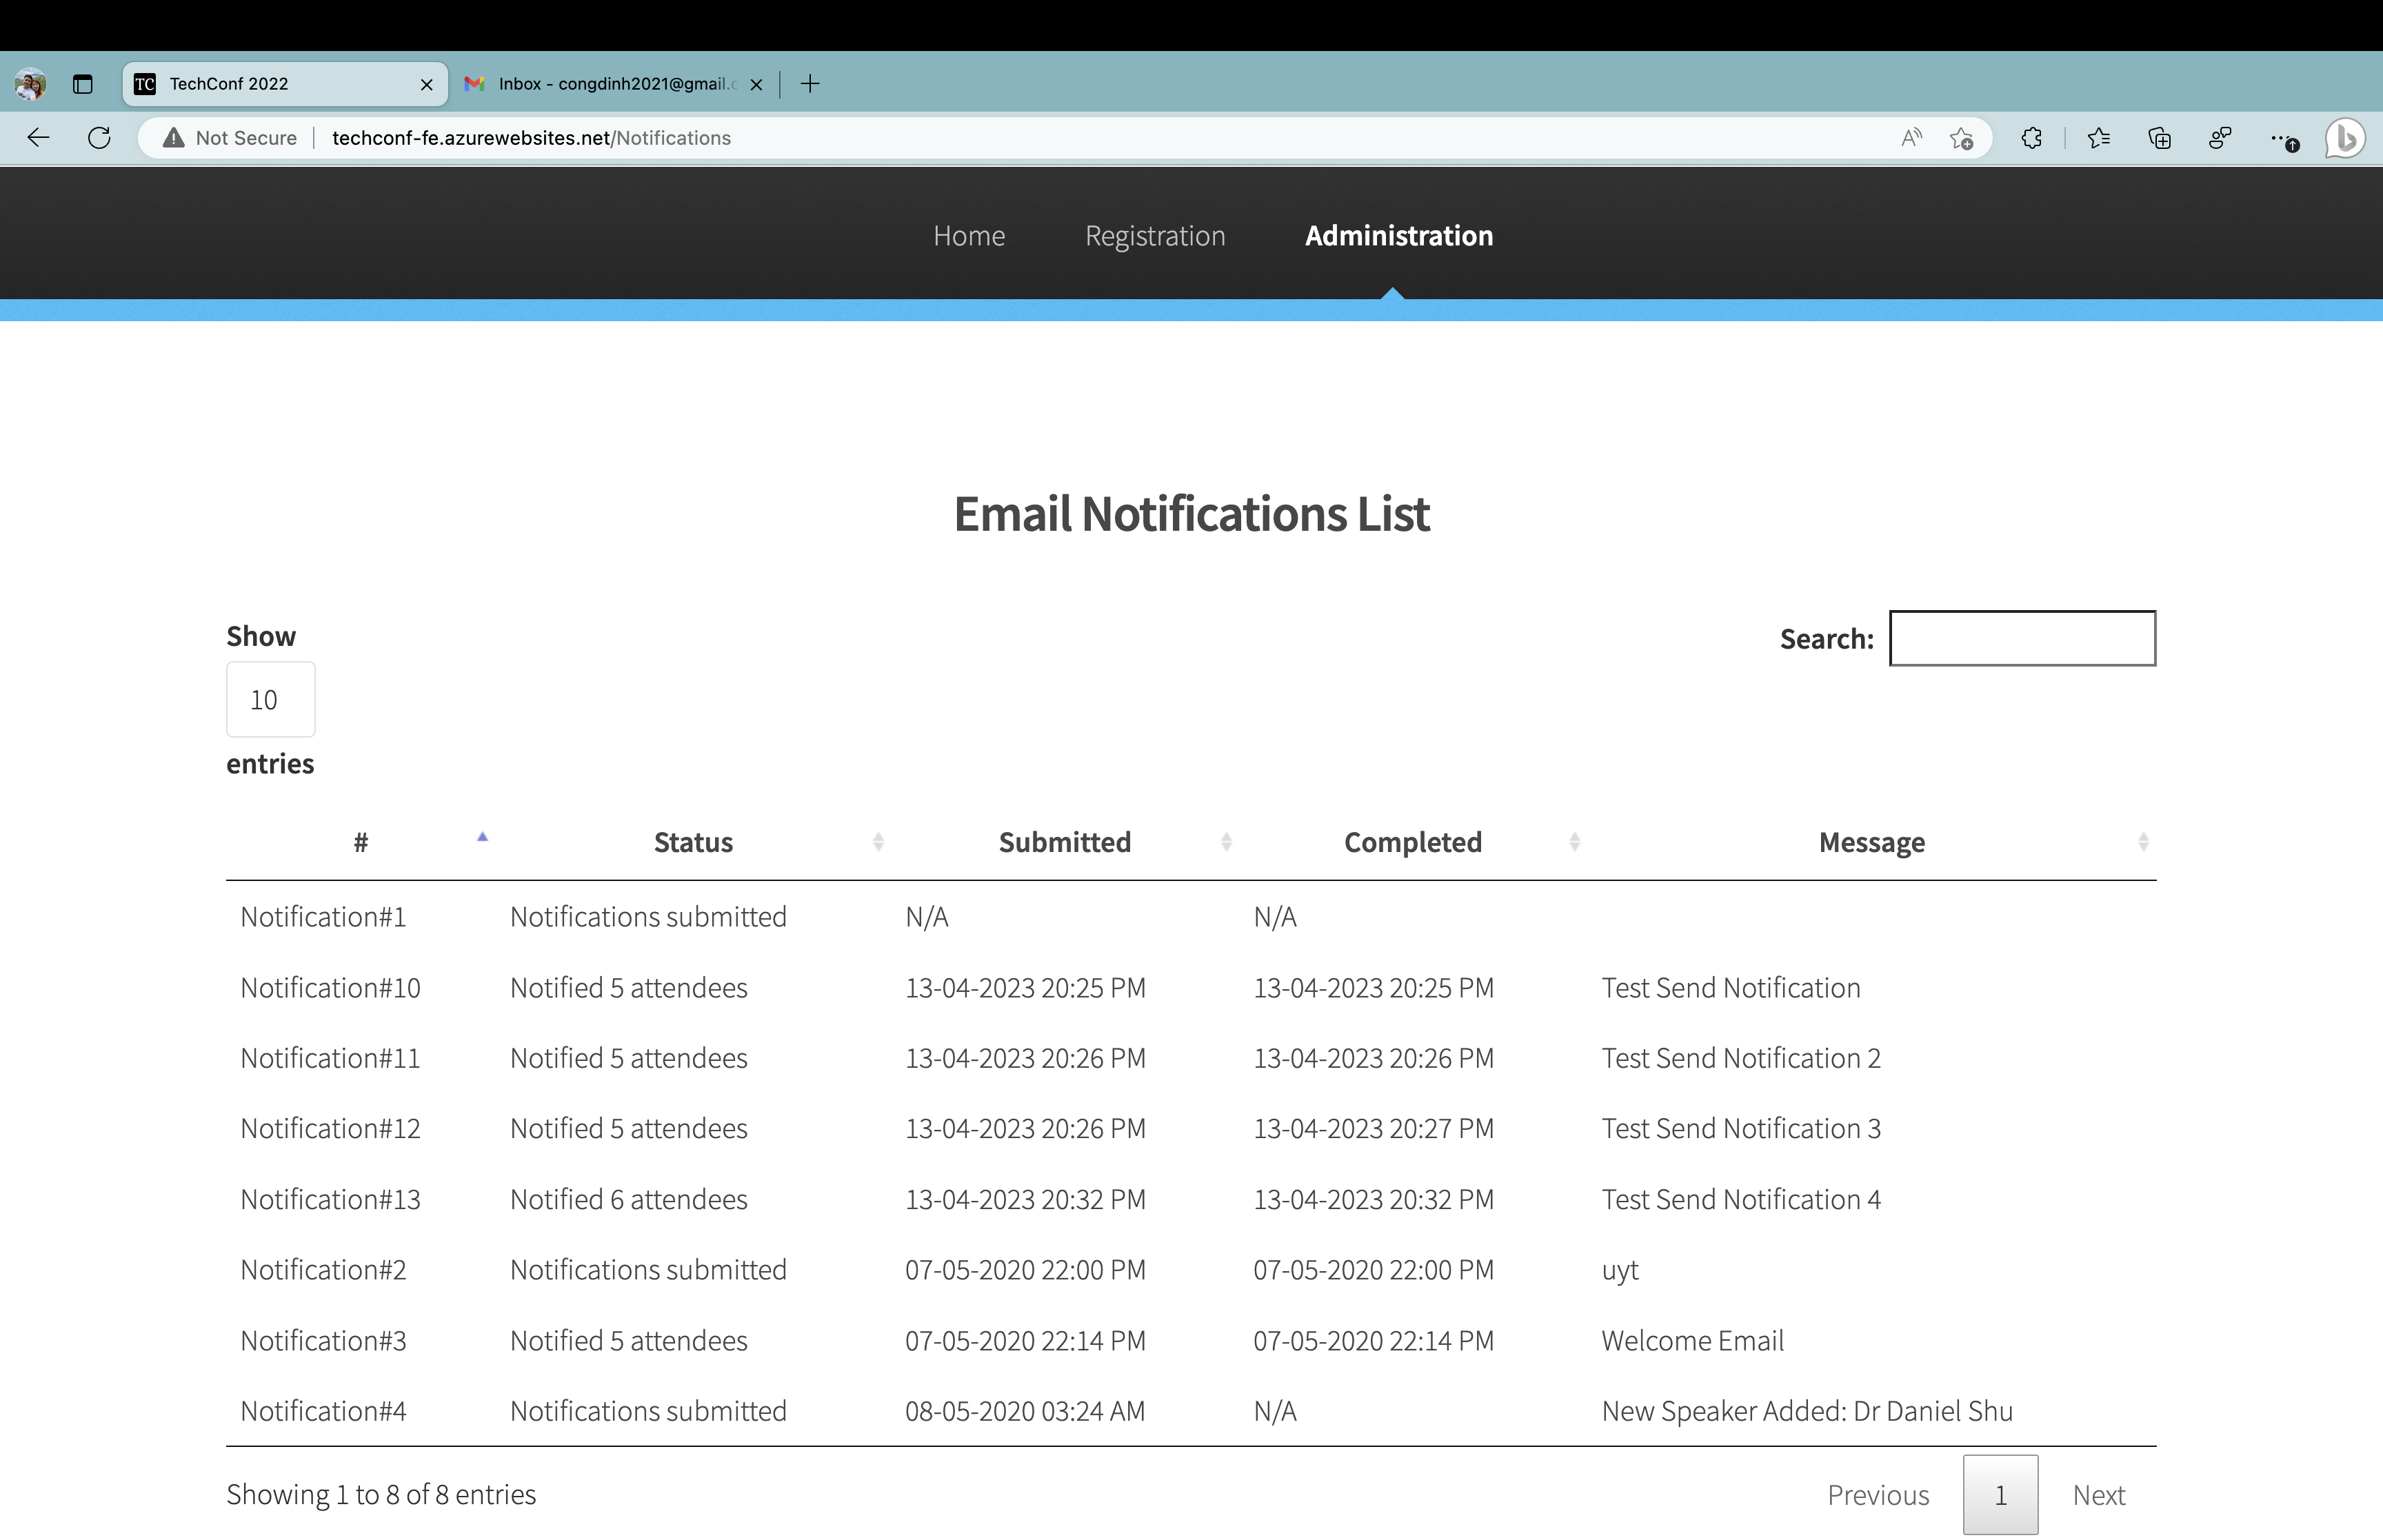 TC TechConf 2022 Inbox - congdinh2021@gmail.c
Not Secure techconf-fe.azurewebsites.net/Notifications
Home Registration Administration
Email Notifications List
Show
Search:
10
entries
# Status Submitted Completed Message
Notification#1 Notifications submitted N/A N/A
Notification#10 Notified 5 attendees 13-04-2023 20:25 PM 13-04-2023 20:25 PM Test Send Notification
Notification#11 Notified 5 attendees 13-04-2023 20:26 PM 13-04-2023 20:26 PM Test Send Notification 2
Notification#12 Notified 5 attendees 13-04-2023 20:26 PM 13-04-2023 20:27 PM Test Send Notification 3
Notification#13 Notified 6 attendees 13-04-2023 20:32 PM 13-04-2023 20:32 PM Test Send Notification 4
Notification#2 Notifications submitted 07-05-2020 22:00 PM 07-05-2020 22:00 PM uyt
Notification#3 Notified 5 attendees 07-05-2020 22:14 PM 07-05-2020 22:14 PM Welcome Email
Notification#4 Notifications submitted 08-05-2020 03:24 AM N/A New Speaker Added: Dr Daniel Shu
Showing 1 to 8 of 8 entries Previous 1 Next